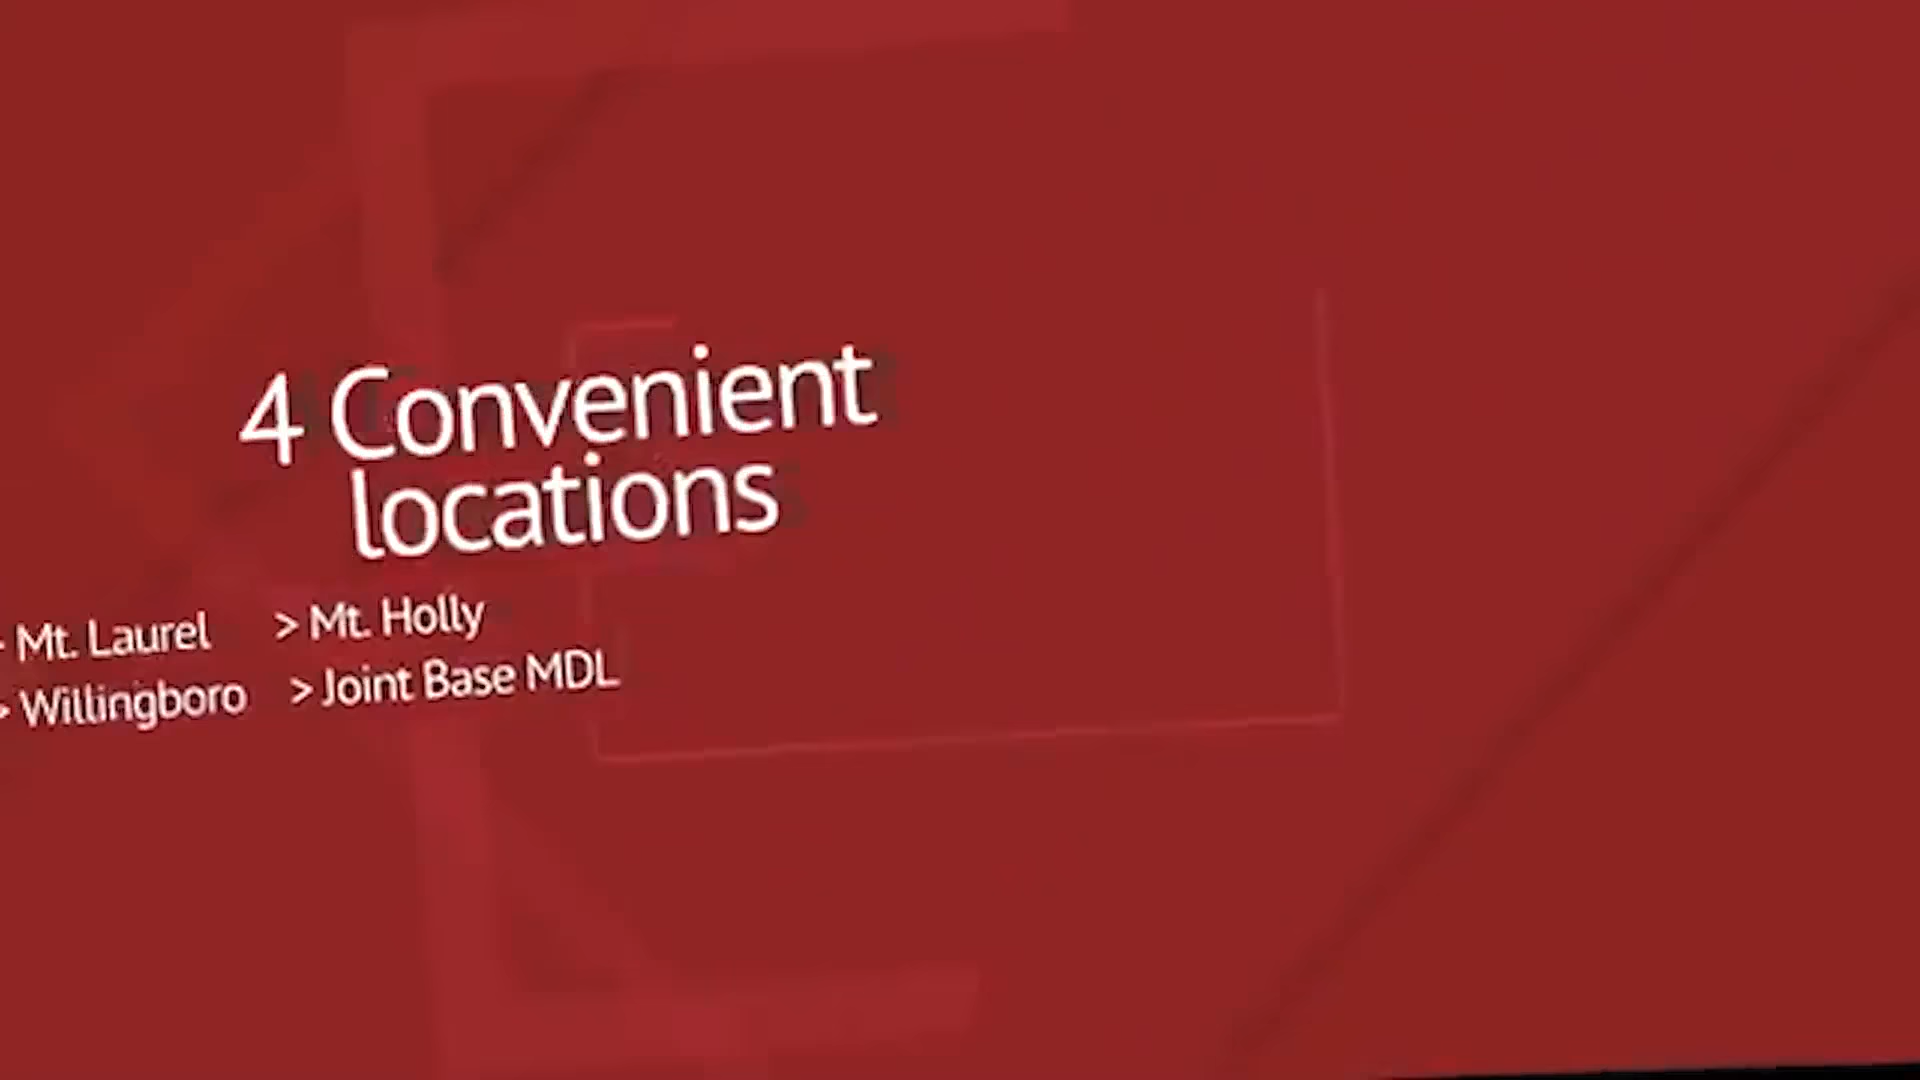 4 Convenient
locations
> Mt. Laurel > Mt. Holly
> Willingboro > Joint Base MDL